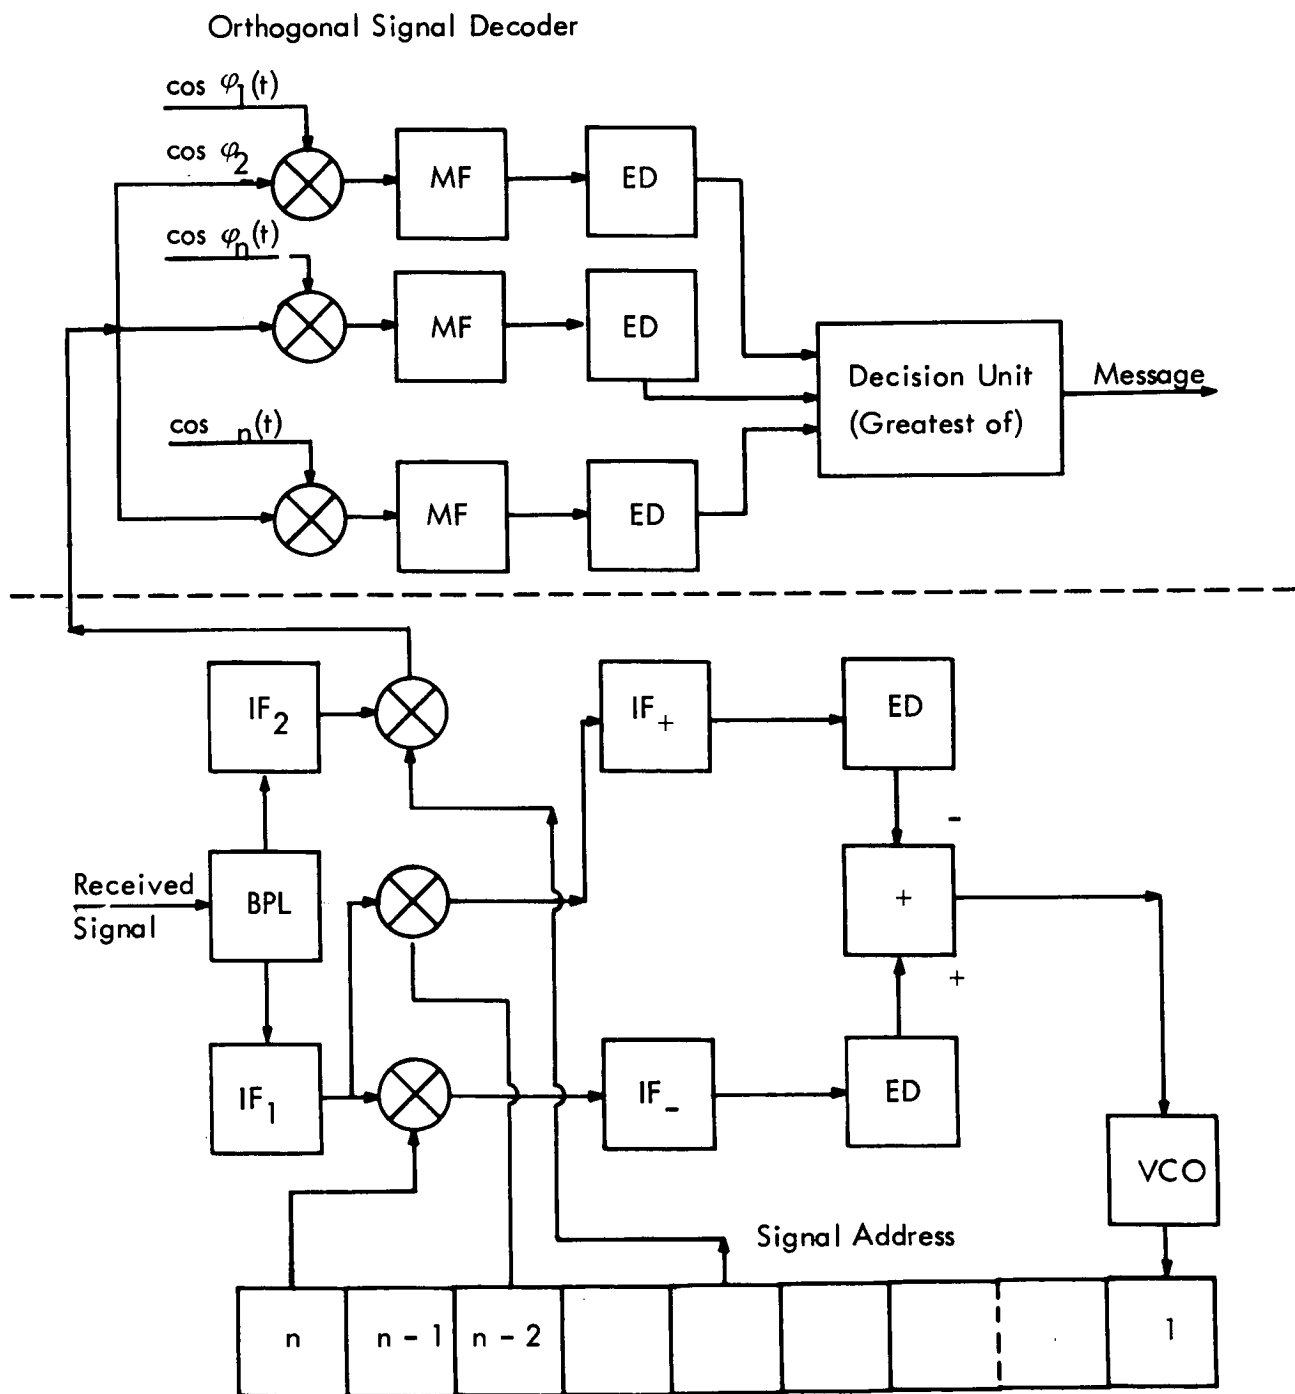 Orthogonal Signal Decoder
cos φ1(t)
cos φ2
MF
ED
cos φn(t)
MF
ED
Decision Unit
(Greatest of)
Message
cos n(t)
MF
ED
IF2
IF+
ED
-
Received
Signal
BPL
+
+
IF1
IF-
ED
VCO
Signal Address
n
n - 1
n - 2
1